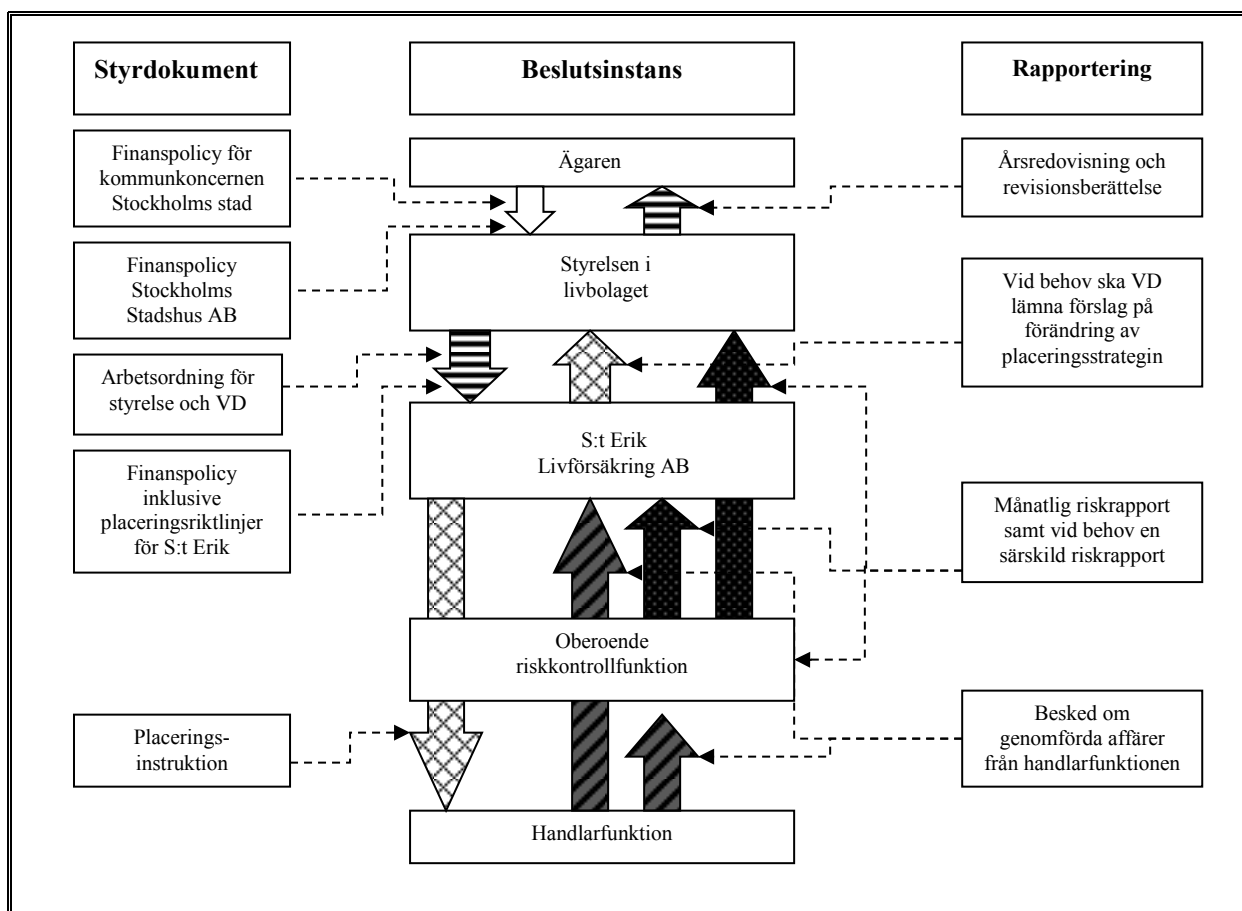 Styrdokument
Beslutsinstans
Rapportering
Finanspolicy för
kommunkoncernen
Stockholms stad
Finanspolicy
Stockholms
Stadshus AB
Arbetsordning för
styrelse och VD
Finanspolicy
inklusive
placeringsriktlinjer
för S:t Erik
Placerings-
instruktion
Ägaren
Styrelsen i
livbolaget
S:t Erik
Livförsäkring AB
Oberoende
riskkontrollfunktion
Handlarfunktion
Årsredovisning och
revisionsberättelse
Vid behov ska VD
lämna förslag på
förändring av
placeringsstrategin
Månatlig riskrapport
samt vid behov en
särskild riskrapport
Besked om
genomförda affärer
från handlarfunktionen